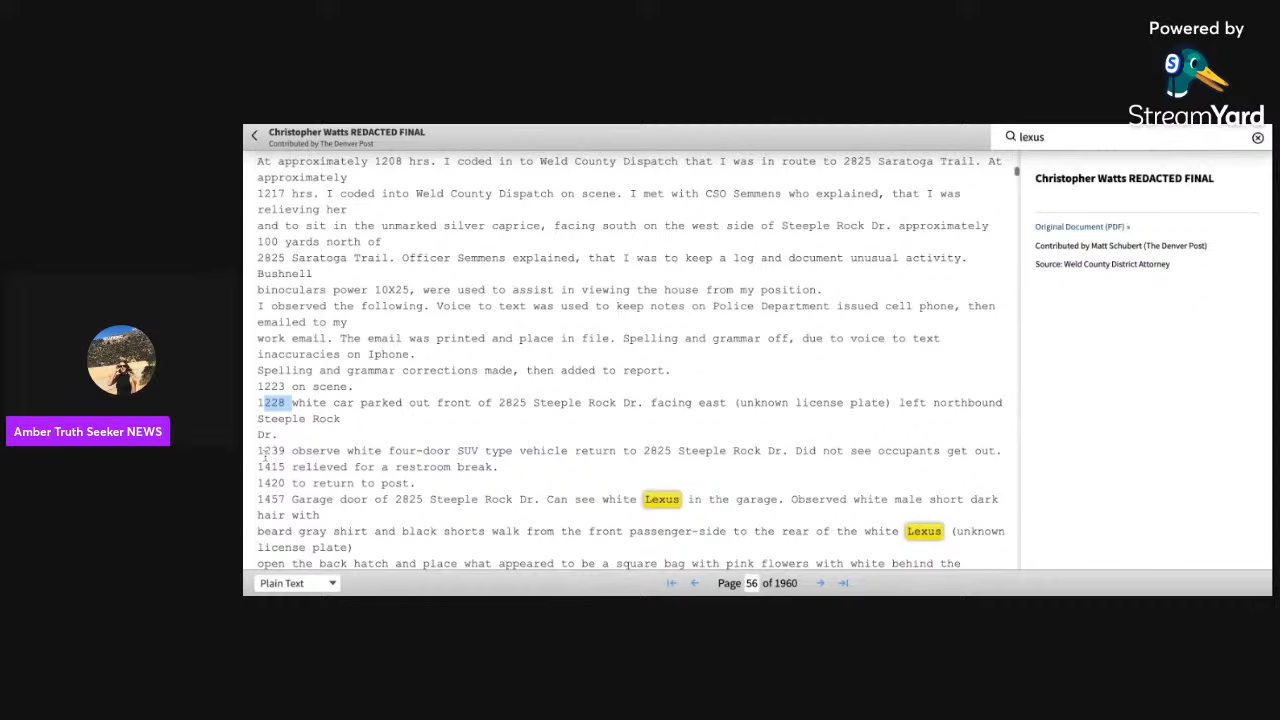 Powered by
StreamYard
Christopher Watts REDACTED FINAL
Contributed by The Denver Post
lexus
At approximately 1208 hrs. I coded in to Weld County Dispatch that I was in route to 2825 Saratoga Trail. At
approximately
1217 hrs. I coded into Weld County Dispatch on scene. I met with CSO Semmens who explained, that I was
relieving her
and to sit in the unmarked silver caprice, facing south on the west side of Steeple Rock Dr. approximately
100 yards north of
2825 Saratoga Trail. Officer Semmens explained, that I was to keep a log and document unusual activity.
Bushnell
binoculars power 10X25, were used to assist in viewing the house from my position.
I observed the following. Voice to text was used to keep notes on Police Department issued cell phone, then
emailed to my
work email. The email was printed and place in file. Spelling and grammar off, due to voice to text
inaccuracies on Iphone.
Spelling and grammar corrections made, then added to report.
1223 on scene.
1228 white car parked out front of 2825 Steeple Rock Dr. facing east (unknown license plate) left northbound
Steeple Rock
Dr.
1239 observe white four-door SUV type vehicle return to 2825 Steeple Rock Dr. Did not see occupants get out.
1415 relieved for a restroom break.
1420 to return to post.
1457 Garage door of 2825 Steeple Rock Dr. Can see white Lexus in the garage. Observed white male short dark
hair with
beard gray shirt and black shorts walk from the front passenger-side to the rear of the white Lexus (unknown
license plate)
open the back hatch and place what appeared to be a square bag with pink flowers with white behind the
Christopher Watts REDACTED FINAL
Original Document (PDF) »
Contributed by Matt Schubert (The Denver Post)
Source: Weld County District Attorney
Amber Truth Seeker NEWS
Plain Text
Page 56 of 1960